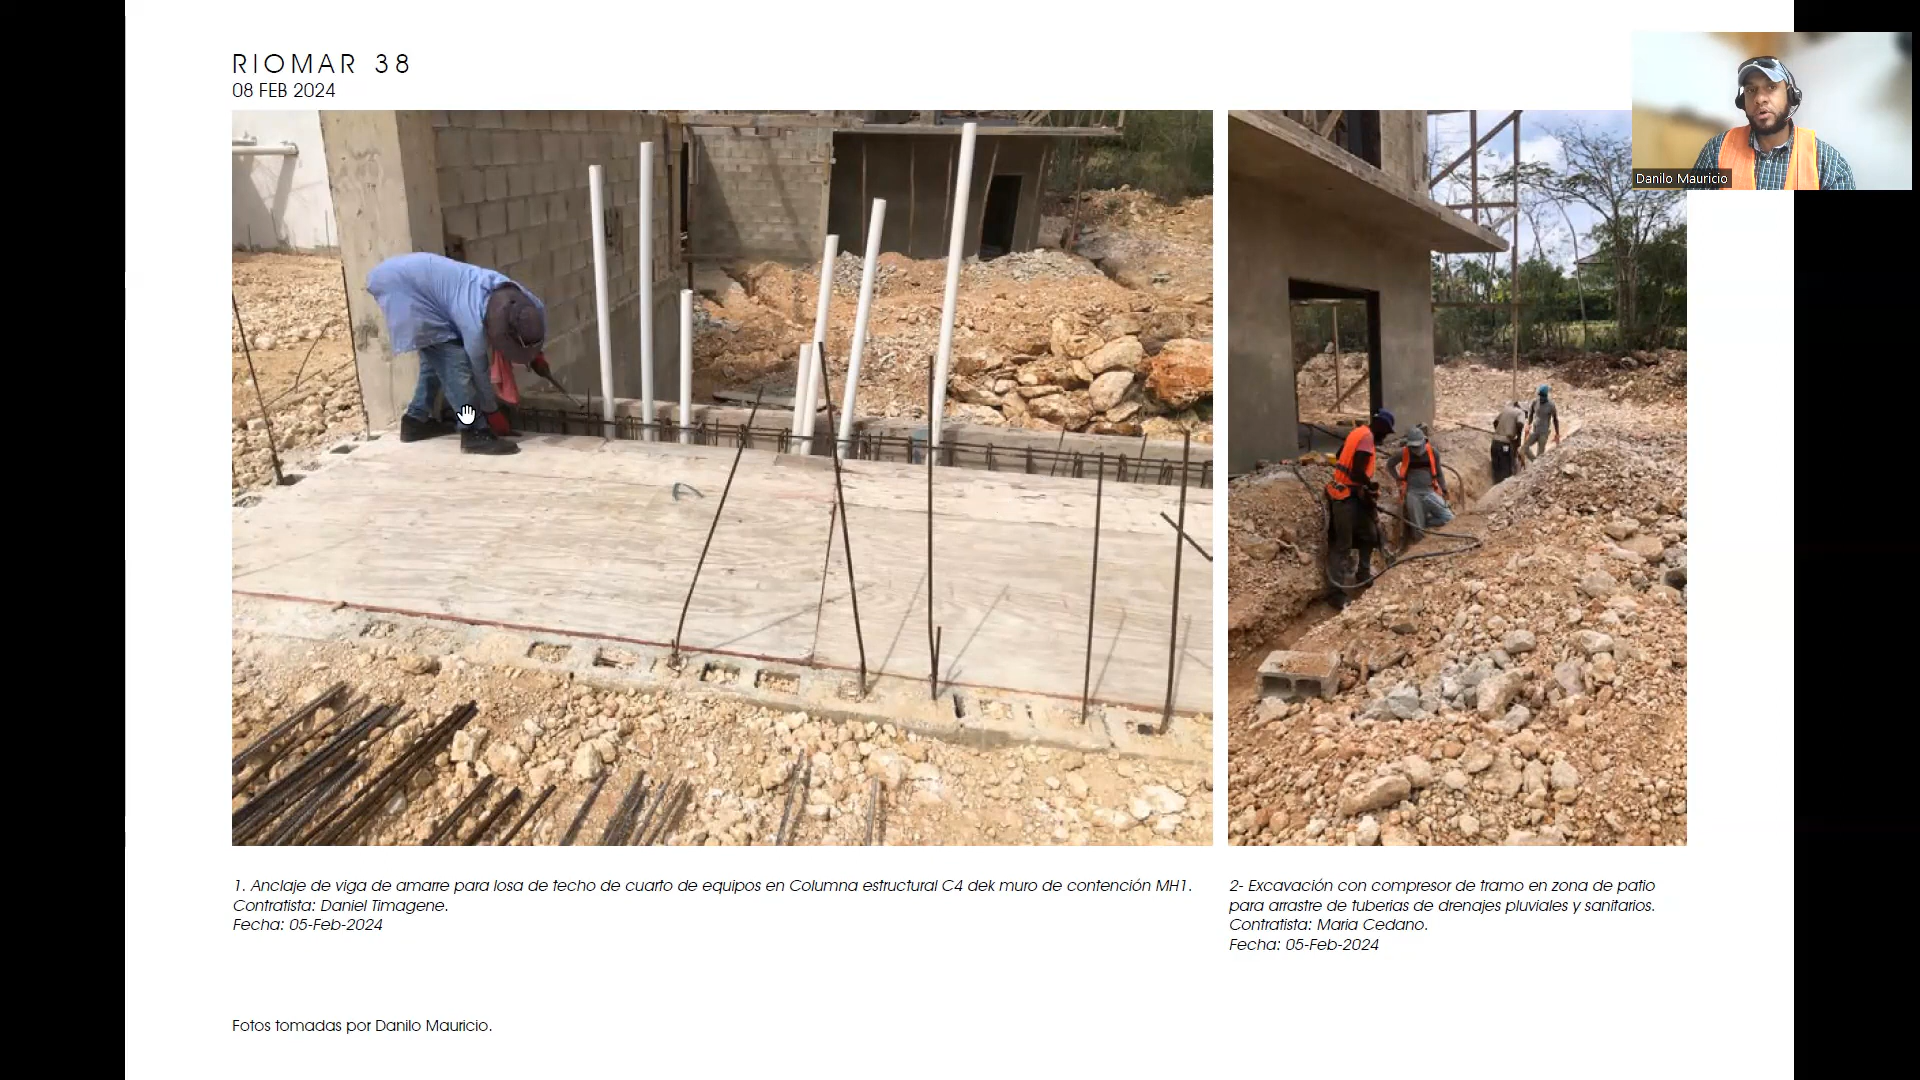 RIOMAR 38
08 FEB 2024
Danilo Mauricio
1. Anclaje de viga de amarre para losa de techo de cuarto de equipos en Columna estructural C4 dek muro de contención MH1.
Contratista: Daniel Timagene.
Fecha: 05-Feb-2024
2- Excavación con compresor de tramo en zona de patio
para arrastre de tuberias de drenajes pluviales y sanitarios.
Contratista: Maria Cedano.
Fecha: 05-Feb-2024
Fotos tomadas por Danilo Mauricio.